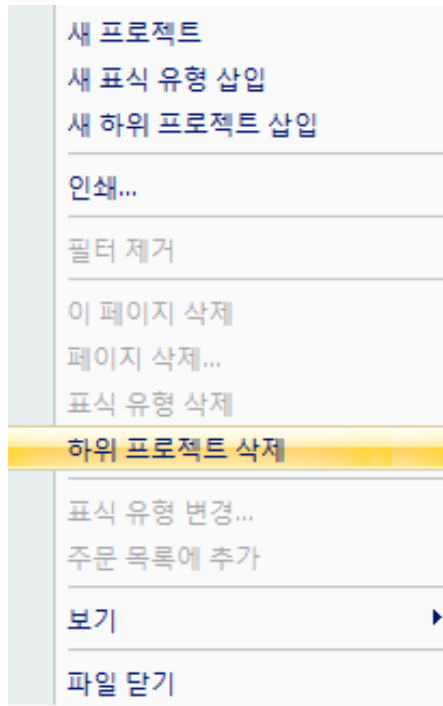 새 프로젝트
새 표식 유형 삽입
새 하위 프로젝트 삽입
인쇄...
필터 제거
이 페이지 삭제
페이지 삭제...
표식 유형 삭제
하위 프로젝트 삭제
표식 유형 변경...
주문 목록에 추가
보기
파일 닫기